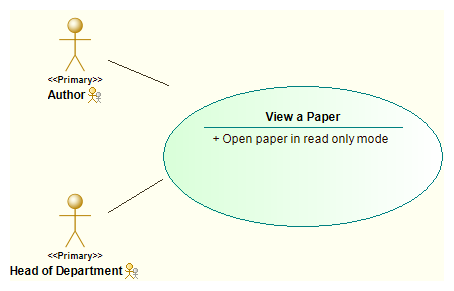 <<Primary>>
Author
View a Paper
+ Open paper in read only mode
<<Primary>>
Head of Department